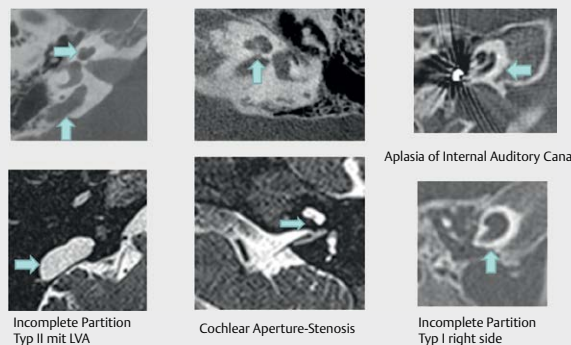 Aplasia of Internal Auditory Cana
Incomplete Partition
Typ II mit LVA
Cochlear Aperture-Stenosis
Incomplete Partition
Typ I right side